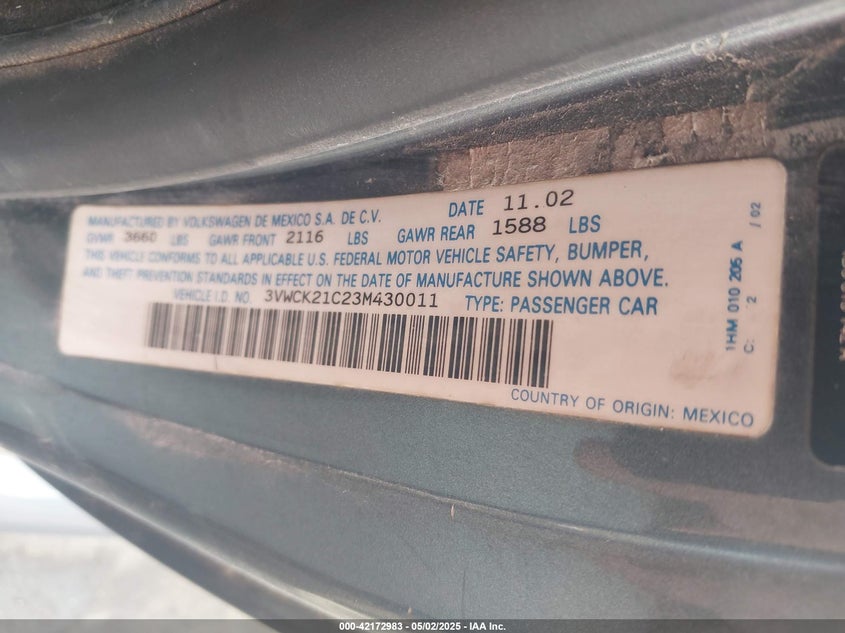 MANUFACTURED BY VOLKSWAGEN DE MEXICO S.A. DE C.V. DATE 11.02
GVWR 3660 LBS GAWR FRONT 2116 LBS GAWR REAR 1588 LBS
THIS VEHICLE CONFORMS TO ALL APPLICABLE U.S. FEDERAL MOTOR VEHICLE SAFETY, BUMPER,
AND THEFT PREVENTION STANDARDS IN EFFECT ON THE DATE OF MANUFACTURE SHOWN ABOVE.
VEHICLE I.D. NO. 3VWCK21C23M430011 TYPE: PASSENGER CAR
COUNTRY OF ORIGIN: MEXICO
1HM 010 205 A / 02
C: 2
000-42172983 - 05/02/2025 - IAA Inc.